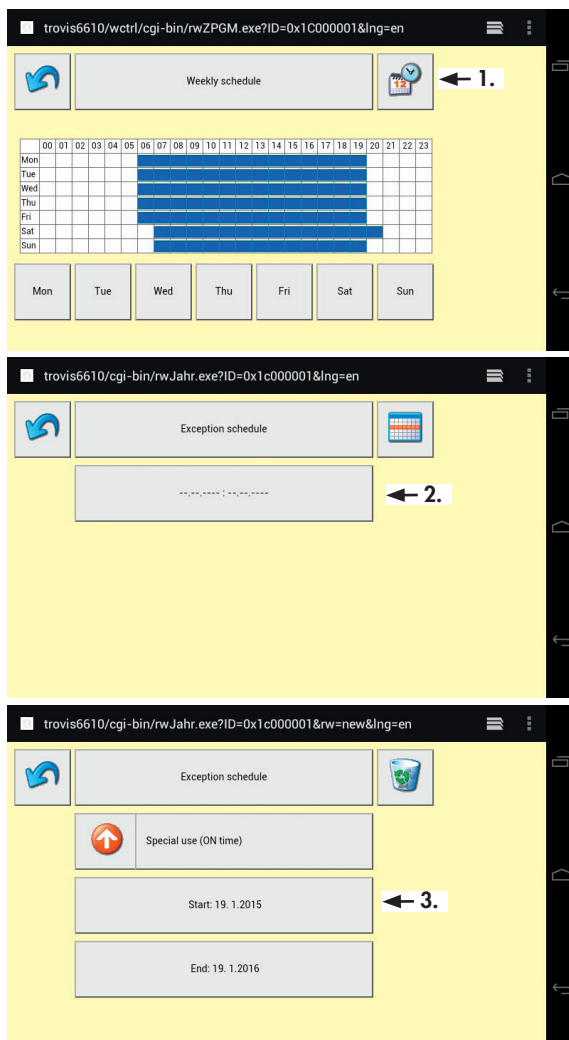 trovis6610/wctrl/cgi-bin/rwZPGM.exe?ID=0x1C000001&lng=en
Weekly schedule
12
1.
00 01 02 03 04 05 06 07 08 09 10 11 12 13 14 15 16 17 18 19 20 21 22 23
Mon
Tue
Wed
Thu
Fri
Sat
Sun
Mon Tue Wed Thu Fri Sat Sun
trovis6610/cgi-bin/rwJahr.exe?ID=0x1c000001&lng=en
Exception schedule
--.--.---- : --.--.----
2.
trovis6610/cgi-bin/rwJahr.exe?ID=0x1c000001&rw=new&lng=en
Exception schedule
Special use (ON time)
Start: 19. 1.2015
3.
End: 19. 1.2016